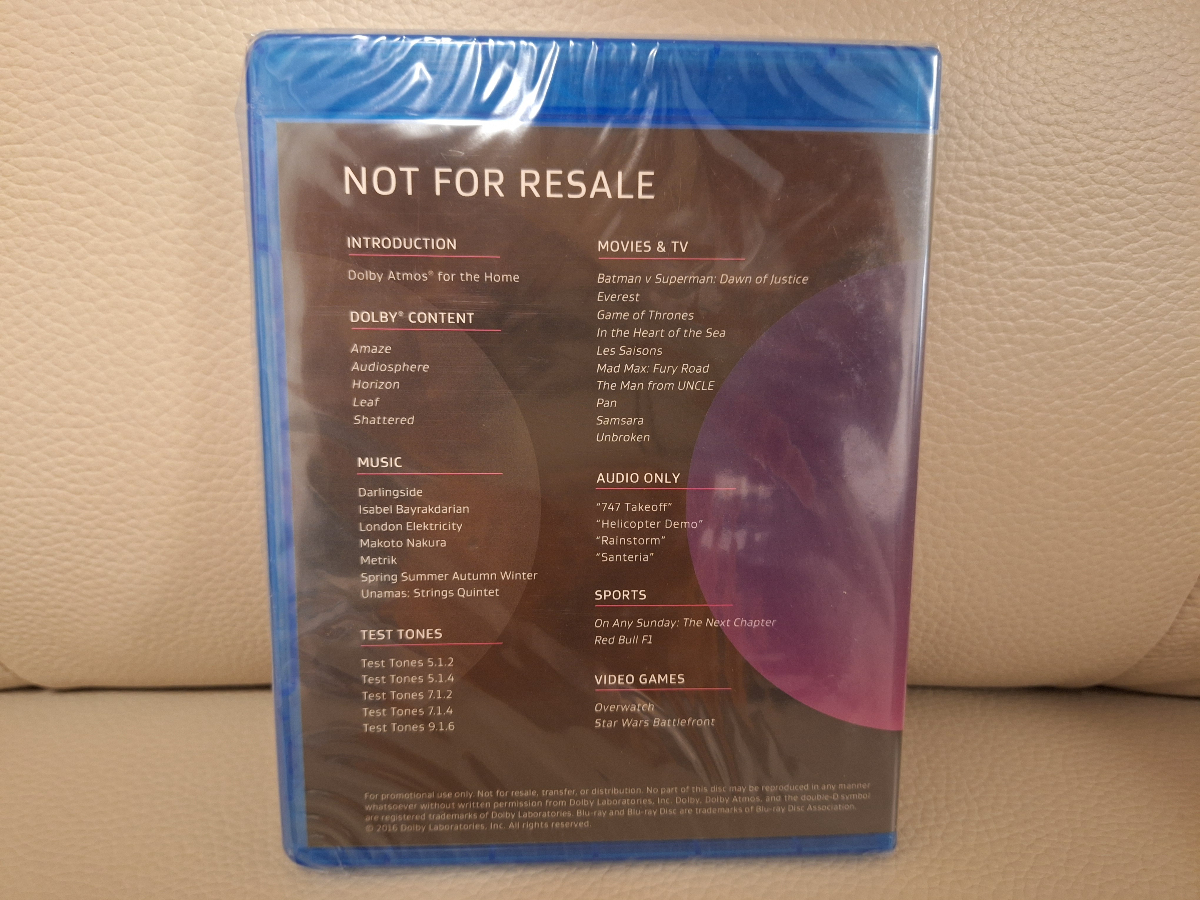 NOT FOR RESALE
INTRODUCTION
Dolby Atmos® for the Home
DOLBY® CONTENT
Amaze
Audiosphere
Horizon
Leaf
Shattered
MUSIC
Darlingside
Isabel Bayrakdarian
London Elektricity
Makoto Nakura
Metrik
Spring Summer Autumn Winter
Unamas: Strings Quintet
TEST TONES
Test Tones 5.1.2
Test Tones 5.1.4
Test Tones 7.1.2
Test Tones 7.1.4
Test Tones 9.1.6
MOVIES & TV
Batman v Superman: Dawn of Justice
Everest
Game of Thrones
In the Heart of the Sea
Les Saisons
Mad Max: Fury Road
The Man from UNCLE
Pan
Samsara
Unbroken
AUDIO ONLY
“747 Takeoff”
“Helicopter Demo”
“Rainstorm”
“Santeria”
SPORTS
On Any Sunday: The Next Chapter
Red Bull F1
VIDEO GAMES
Overwatch
Star Wars Battlefront
For promotional use only. Not for resale, transfer, or distribution. No part of this disc may be reproduced in any manner
whatsoever without written permission from Dolby Laboratories, Inc. Dolby, Dolby Atmos, and the double-D symbol
are registered trademarks of Dolby Laboratories. Blu-ray and Blu-ray Disc are trademarks of Blu-ray Disc Association.
© 2016 Dolby Laboratories, Inc. All rights reserved.